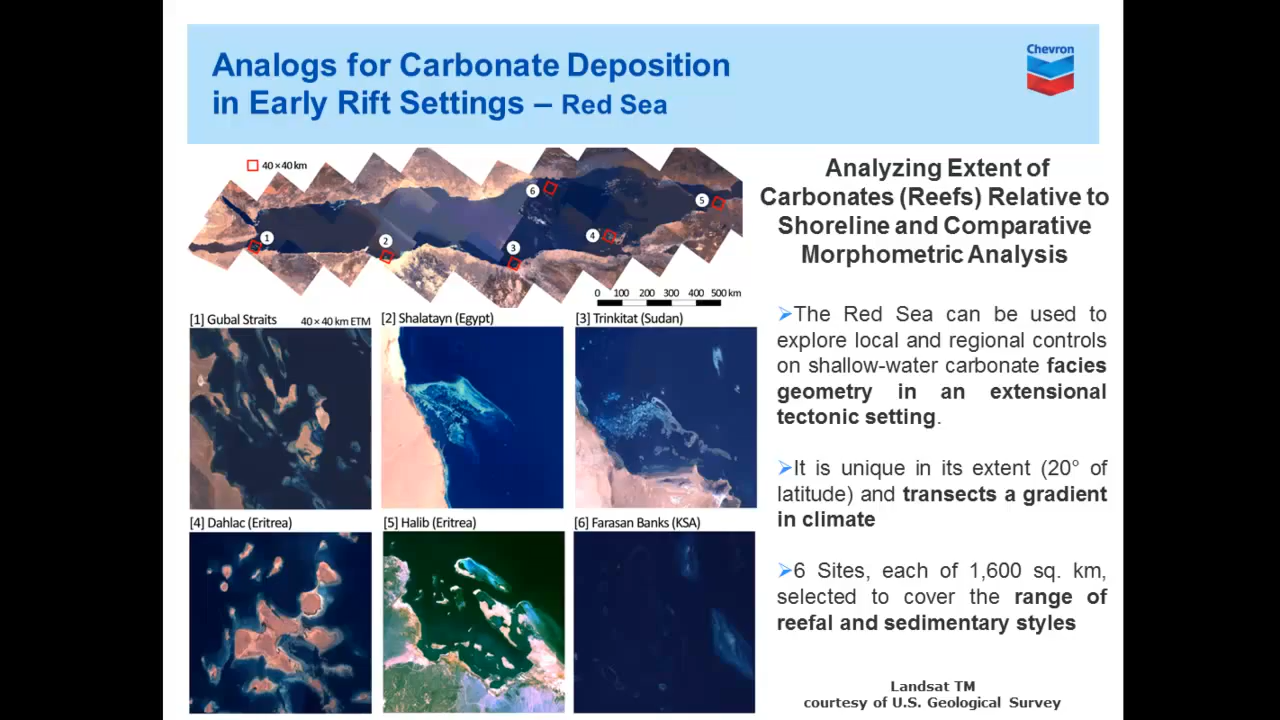 Analogs for Carbonate Deposition
in Early Rift Settings – Red Sea
Chevron
40 × 40 km
1
2
3
4
5
6
0 100 200 300 400 500 km
[1] Gubal Straits 40 × 40 km ETM
[2] Shalatayn (Egypt)
[3] Trinkitat (Sudan)
[4] Dahlac (Eritrea)
[5] Halib (Eritrea)
[6] Farasan Banks (KSA)
Analyzing Extent of
Carbonates (Reefs) Relative to
Shoreline and Comparative
Morphometric Analysis
➢The Red Sea can be used to
explore local and regional controls
on shallow-water carbonate facies
geometry in an extensional
tectonic setting.
➢It is unique in its extent (20° of
latitude) and transects a gradient
in climate
➢6 Sites, each of 1,600 sq. km,
selected to cover the range of
reefal and sedimentary styles
Landsat TM
courtesy of U.S. Geological Survey